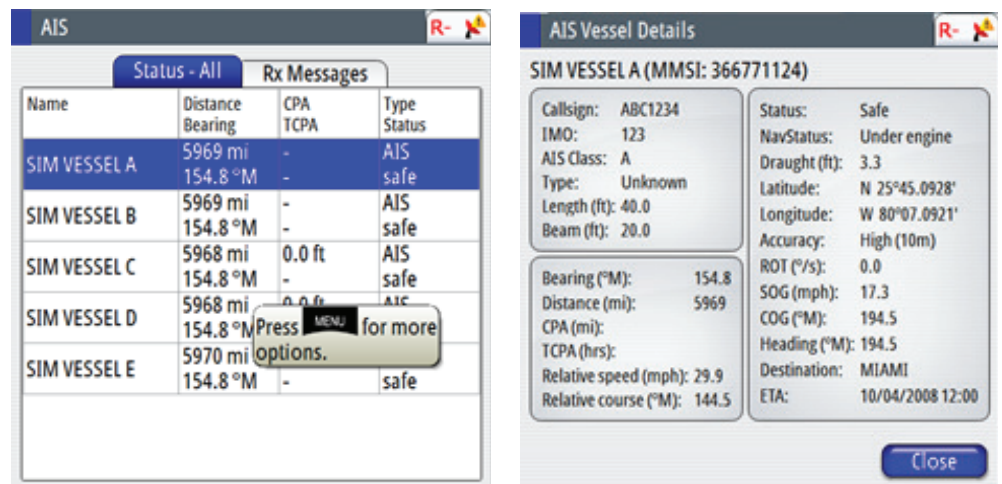 AIS
R-
Status - All Rx Messages
Name Distance Bearing CPA TCPA Type Status
SIM VESSEL A 5969 mi - AIS
154.8 °M - safe
SIM VESSEL B 5969 mi - AIS
154.8 °M - safe
SIM VESSEL C 5968 mi 0.0 ft AIS
154.8 °M - safe
SIM VESSEL D 5968 mi 0.0 ft AIS
154.8 °M
Press MENU for more
options.
SIM VESSEL E 5970 mi
154.8 °M - safe
AIS Vessel Details
R-
SIM VESSEL A (MMSI: 366771124)
Callsign: ABC1234
IMO: 123
AIS Class: A
Type: Unknown
Length (ft): 40.0
Beam (ft): 20.0
Bearing (°M): 154.8
Distance (mi): 5969
CPA (mi):
TCPA (hrs):
Relative speed (mph): 29.9
Relative course (°M): 144.5
Status: Safe
NavStatus: Under engine
Draught (ft): 3.3
Latitude: N 25°45.0928'
Longitude: W 80°07.0921'
Accuracy: High (10m)
ROT (°/s): 0.0
SOG (mph): 17.3
COG (°M): 194.5
Heading (°M): 194.5
Destination: MIAMI
ETA: 10/04/2008 12:00
Close